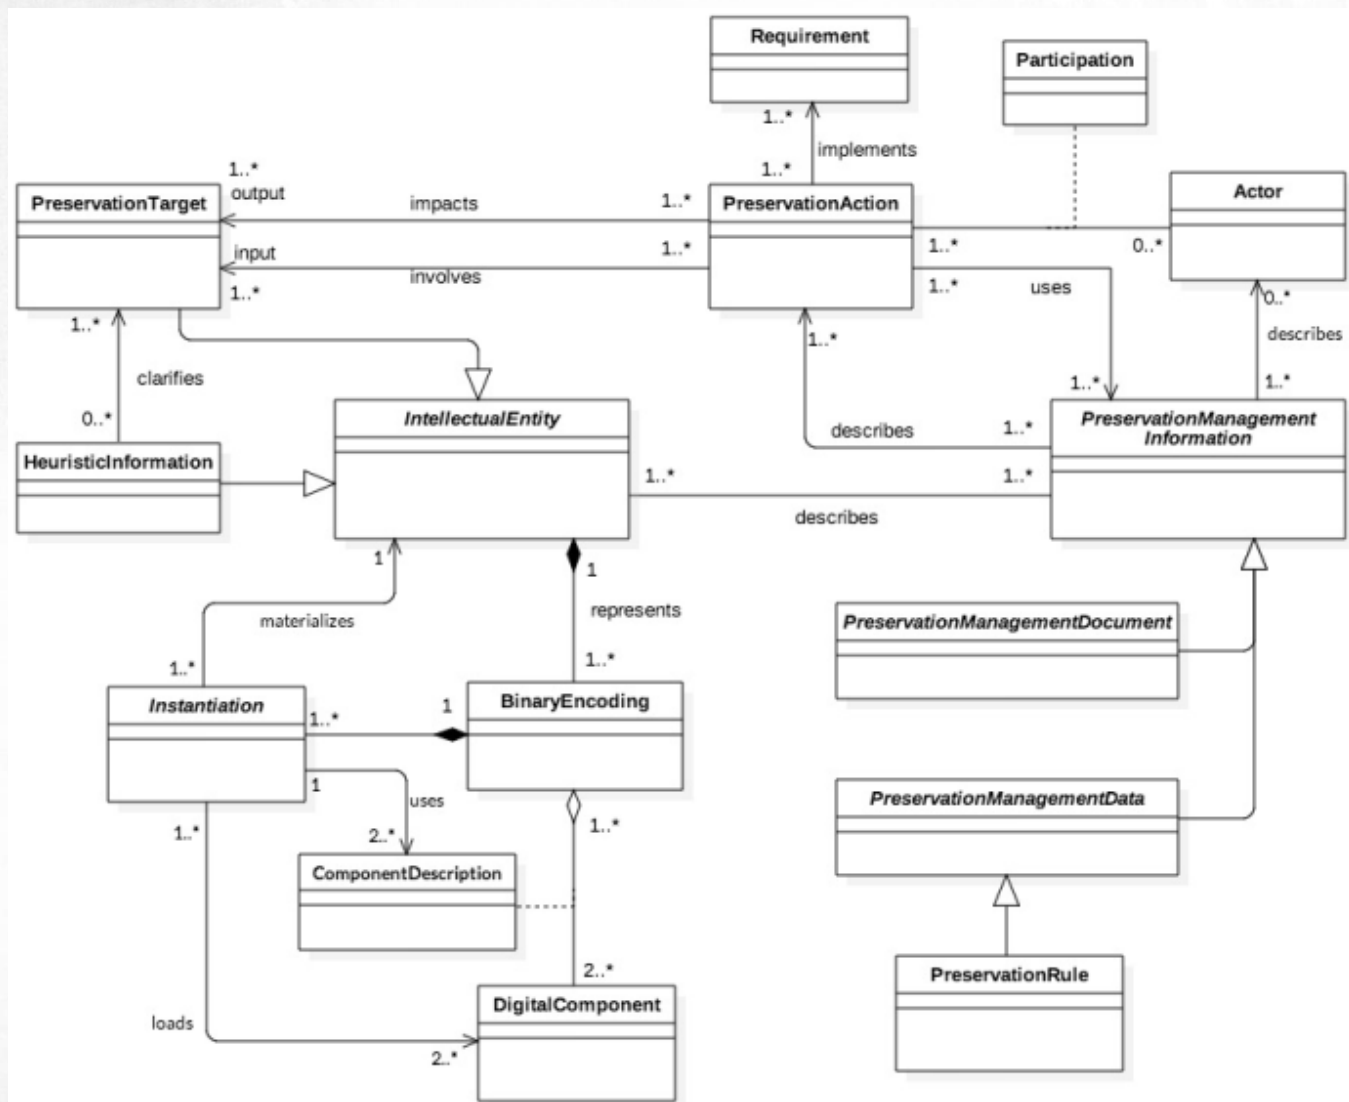 Requirement
Participation
1..*
implements
1..*
1..*
output
PreservationTarget
impacts
1..*
PreservationAction
Actor
input
1..*
1..*
0..*
involves
1..*
1..*
uses
0..*
1..*
1..*
describes
clarifies
1..*
1..*
0..*
IntellectualEntity
describes
1..*
PreservationManagement
Information
HeuristicInformation
1..*
1..*
describes
1
1
materializes
represents
PreservationManagementDocument
1..*
1..*
Instantiation
1..*
1
BinaryEncoding
1
uses
PreservationManagementData
1..*
2..*
1..*
ComponentDescription
2..*
DigitalComponent
PreservationRule
loads
2..*